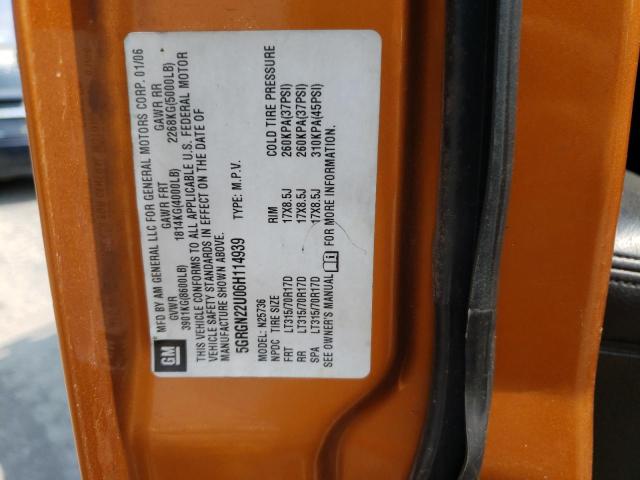 GM
MFD BY AM GENERAL LLC FOR GENERAL MOTORS CORP. 01/06
GVWR GAWR FRT GAWR RR
3901KG(8600LB) 1814KG(4000LB) 2268KG(5000LB)
THIS VEHICLE CONFORMS TO ALL APPLICABLE U.S. FEDERAL MOTOR
VEHICLE SAFETY STANDARDS IN EFFECT ON THE DATE OF
MANUFACTURE SHOWN ABOVE.
5GRGN22U06H114939 TYPE: M.P.V.
MODEL: N25736
NPDC TIRE SIZE RIM COLD TIRE PRESSURE
FRT LT315/70R17D 17X8.5J 260KPA(37PSI)
RR LT315/70R17D 17X8.5J 260KPA(37PSI)
SPA LT315/70R17D 17X8.5J 310KPA(45PSI)
SEE OWNER'S MANUAL FOR MORE INFORMATION.